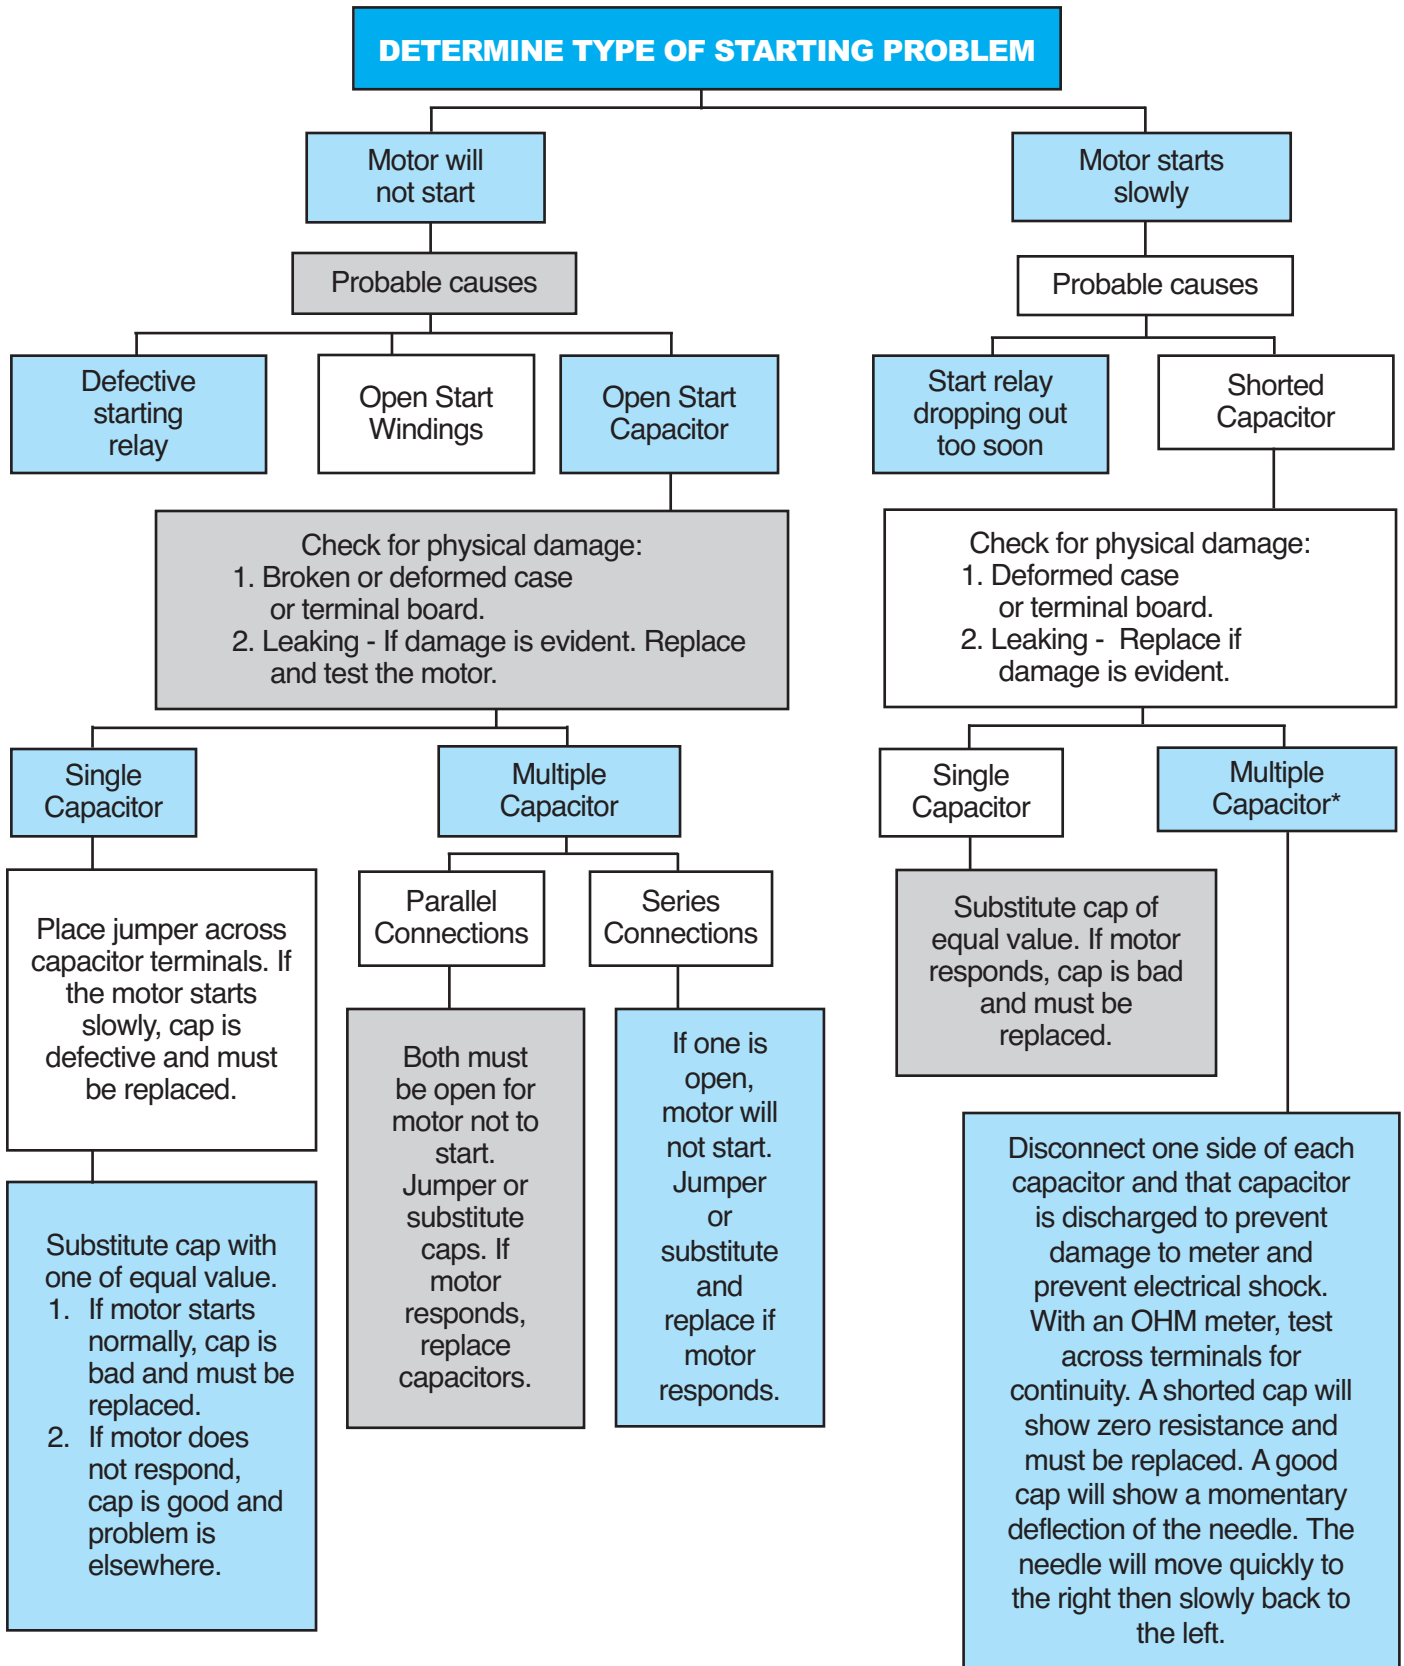 DETERMINE TYPE OF STARTING PROBLEM
Motor will
not start
Motor starts
slowly
Probable causes
Probable causes
Defective
starting
relay
Open Start
Windings
Open Start
Capacitor
Start relay
dropping out
too soon
Shorted
Capacitor
Check for physical damage:
1. Broken or deformed case
or terminal board.
2. Leaking - If damage is evident. Replace
and test the motor.
Check for physical damage:
1. Deformed case
or terminal board.
2. Leaking - Replace if
damage is evident.
Single
Capacitor
Multiple
Capacitor
Single
Capacitor
Multiple
Capacitor*
Place jumper across
capacitor terminals. If
the motor starts
slowly, cap is
defective and must
be replaced.
Parallel
Connections
Series
Connections
Substitute cap of
equal value. If motor
responds, cap is bad
and must be
replaced.
Substitute cap with
one of equal value.
1. If motor starts
normally, cap is
bad and must be
replaced.
2. If motor does
not respond,
cap is good and
problem is
elsewhere.
Both must
be open for
motor not to
start.
Jumper or
substitute
caps. If
motor
responds,
replace
capacitors.
If one is
open,
motor will
not start.
Jumper
or
substitute
and
replace if
motor
responds.
Disconnect one side of each
capacitor and that capacitor
is discharged to prevent
damage to meter and
prevent electrical shock.
With an OHM meter, test
across terminals for
continuity. A shorted cap will
show zero resistance and
must be replaced. A good
cap will show a momentary
deflection of the needle. The
needle will move quickly to
the right then slowly back to
the left.